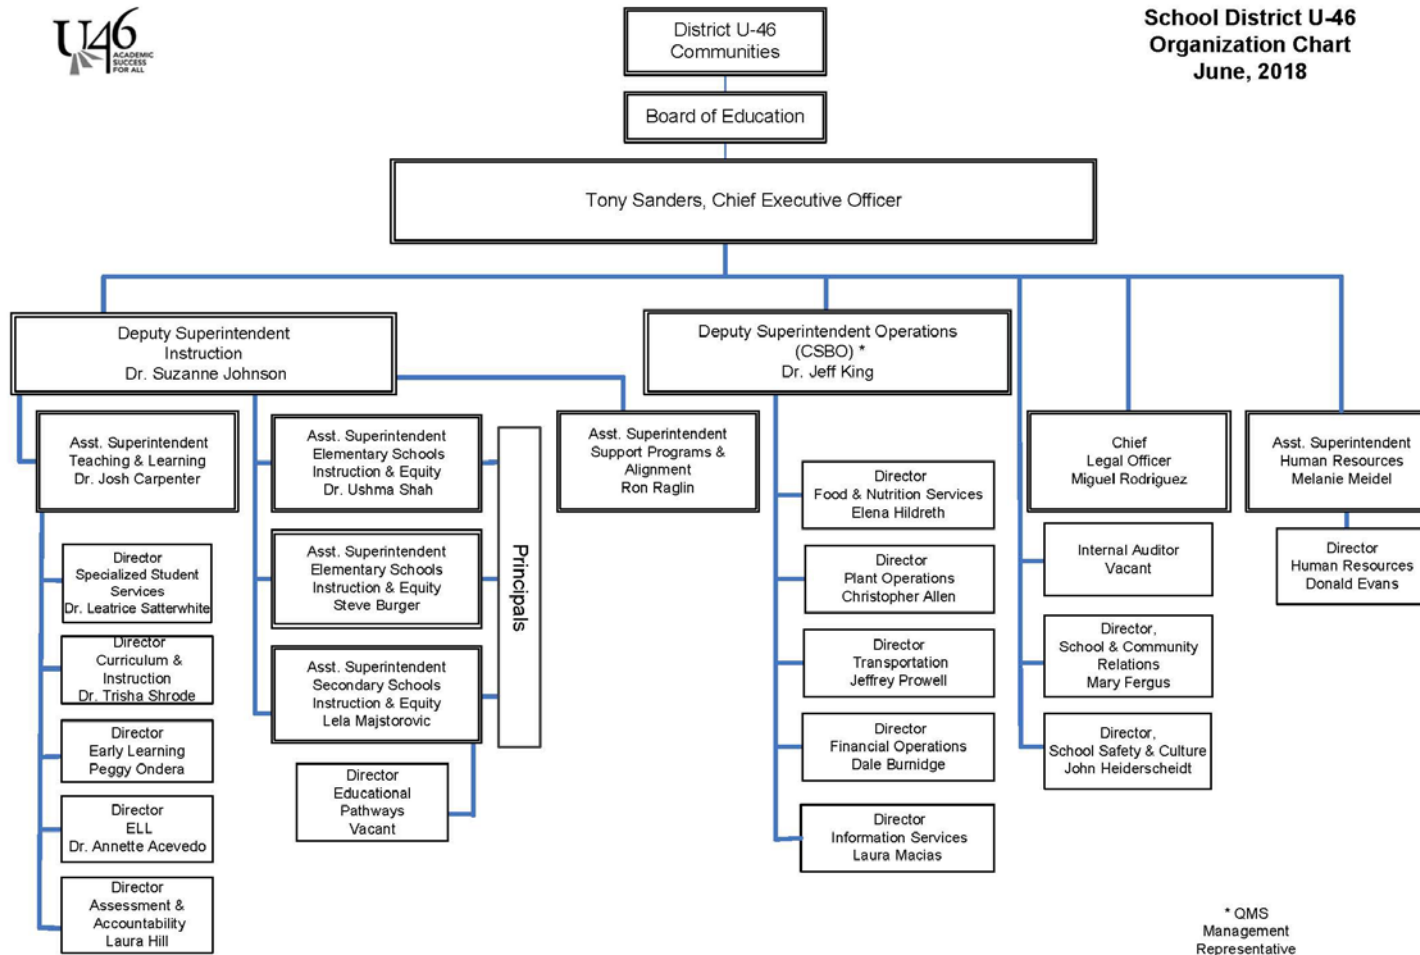 U46
ACADEMIC
SUCCESS
FOR ALL
School District U-46
Organization Chart
June, 2018
District U-46
Communities
Board of Education
Tony Sanders, Chief Executive Officer
Deputy Superintendent
Instruction
Dr. Suzanne Johnson
Deputy Superintendent Operations
(CSBO) *
Dr. Jeff King
Asst. Superintendent
Teaching & Learning
Dr. Josh Carpenter
Asst. Superintendent
Elementary Schools
Instruction & Equity
Dr. Ushma Shah
Asst. Superintendent
Support Programs &
Alignment
Ron Raglin
Chief
Legal Officer
Miguel Rodriguez
Asst. Superintendent
Human Resources
Melanie Meidel
Director
Specialized Student
Services
Dr. Leatrice Satterwhite
Director
Curriculum &
Instruction
Dr. Trisha Shrode
Director
Early Learning
Peggy Ondera
Director
ELL
Dr. Annette Acevedo
Director
Assessment &
Accountability
Laura Hill
Asst. Superintendent
Elementary Schools
Instruction & Equity
Steve Burger
Asst. Superintendent
Secondary Schools
Instruction & Equity
Lela Majstorovic
Director
Educational
Pathways
Vacant
Principals
Director
Food & Nutrition Services
Elena Hildreth
Director
Plant Operations
Christopher Allen
Director
Transportation
Jeffrey Prowell
Director
Financial Operations
Dale Burnidge
Director
Information Services
Laura Macias
Internal Auditor
Vacant
Director,
School & Community
Relations
Mary Fergus
Director,
School Safety & Culture
John Heiderscheidt
Director
Human Resources
Donald Evans
* QMS
Management
Representative